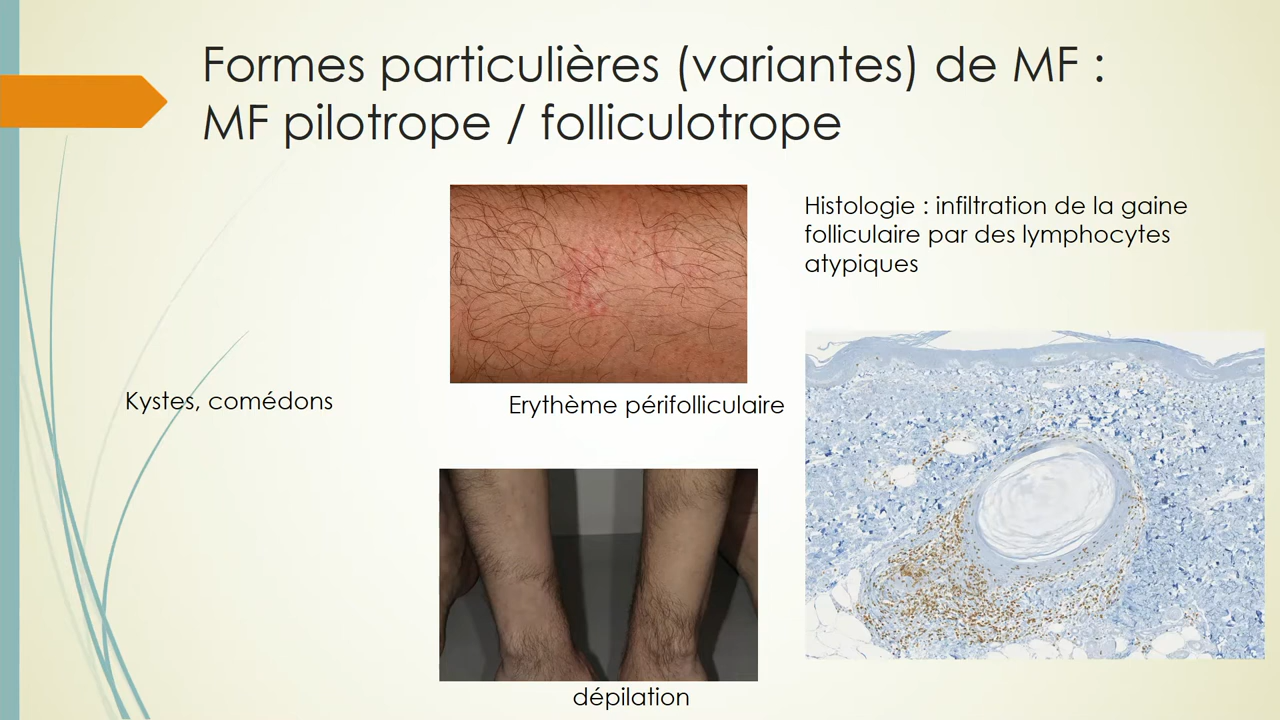 Formes particulières (variantes) de MF :
MF pilotrope / folliculotrope
Histologie : infiltration de la gaine
folliculaire par des lymphocytes
atypiques
Kystes, comédons
Erythème périfolliculaire
dépilation